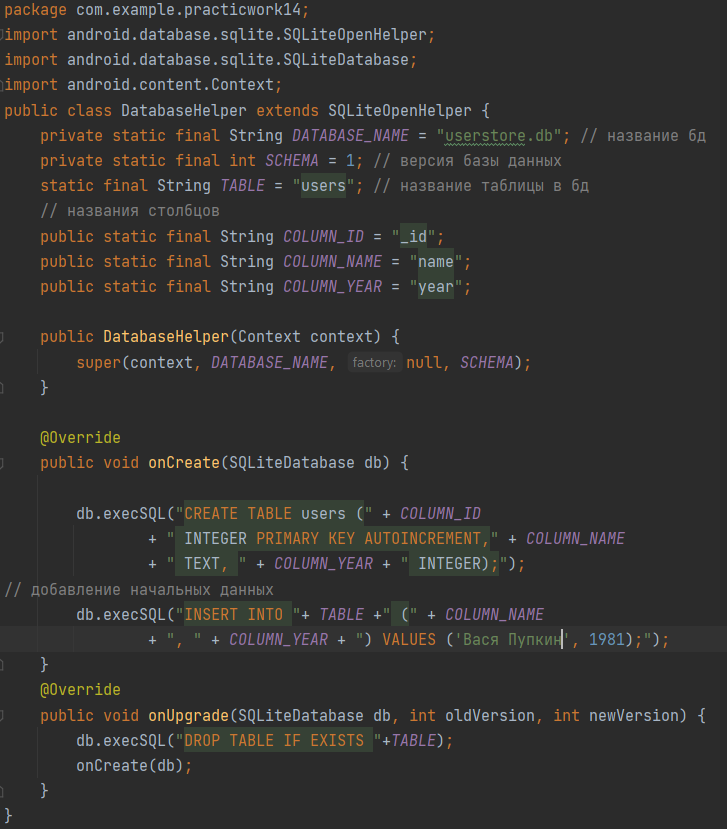 package com.example.practicwork14;
import android.database.sqlite.SQLiteOpenHelper;
import android.database.sqlite.SQLiteDatabase;
import android.content.Context;
public class DatabaseHelper extends SQLiteOpenHelper {
    private static final String DATABASE_NAME = "userstore.db"; // название бд
    private static final int SCHEMA = 1; // версия базы данных
    static final String TABLE = "users"; // название таблицы в бд
    // названия столбцов
    public static final String COLUMN_ID = "_id";
    public static final String COLUMN_NAME = "name";
    public static final String COLUMN_YEAR = "year";

    public DatabaseHelper(Context context) {
        super(context, DATABASE_NAME, factory: null, SCHEMA);
    }

    @Override
    public void onCreate(SQLiteDatabase db) {

        db.execSQL("CREATE TABLE users (" + COLUMN_ID
                + " INTEGER PRIMARY KEY AUTOINCREMENT," + COLUMN_NAME
                + " TEXT, " + COLUMN_YEAR + " INTEGER);");
// добавление начальных данных
        db.execSQL("INSERT INTO "+ TABLE +" (" + COLUMN_NAME
                + ", " + COLUMN_YEAR + ") VALUES ('Вася Пупкин', 1981);");
    }
    @Override
    public void onUpgrade(SQLiteDatabase db, int oldVersion, int newVersion) {
        db.execSQL("DROP TABLE IF EXISTS "+TABLE);
        onCreate(db);
    }
}